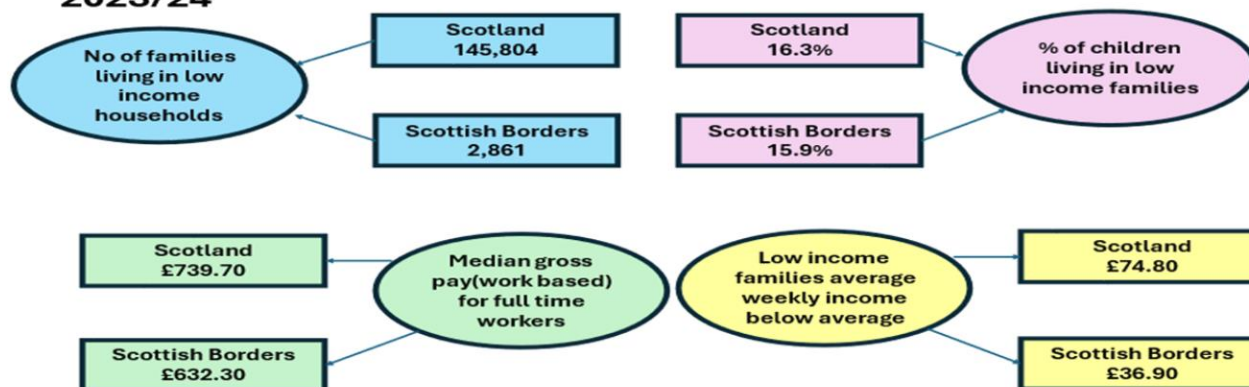 2023/24
No of families
living in low
income
households
Scotland
145,804
Scottish Borders
2,861
Scotland
16.3%
Scottish Borders
15.9%
% of children
living in low
income families
Scotland
£739.70
Scottish Borders
£632.30
Median gross
pay(work based)
for full time
workers
Low income
families average
weekly income
below average
Scotland
£74.80
Scottish Borders
£36.90